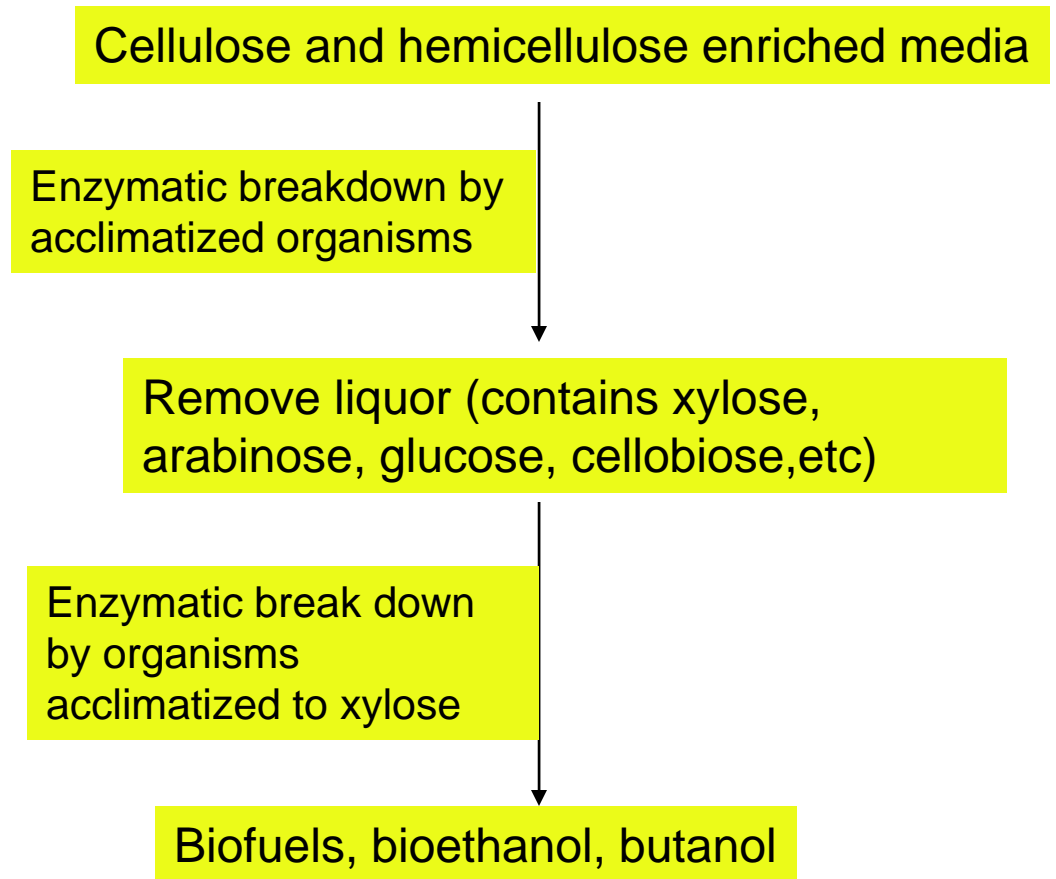 Cellulose and hemicellulose enriched media
Enzymatic breakdown by
acclimatized organisms
Remove liquor (contains xylose,
arabinose, glucose, cellobiose,etc)
Enzymatic break down
by organisms
acclimatized to xylose
Biofuels, bioethanol, butanol